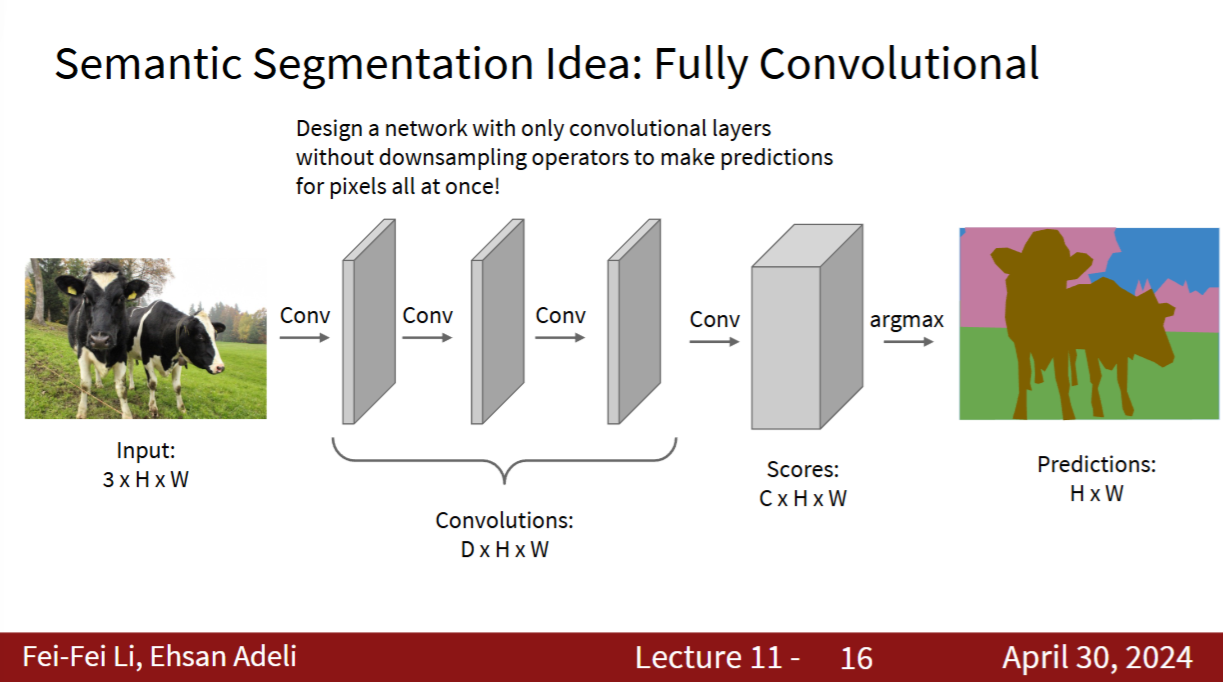 Semantic Segmentation Idea: Fully Convolutional
Design a network with only convolutional layers
without downsampling operators to make predictions
for pixels all at once!
Conv
Conv
Conv
Conv
argmax
Input:
3 x H x W
Convolutions:
D x H x W
Scores:
C x H x W
Predictions:
H x W
Fei-Fei Li, Ehsan Adeli
Lecture 11 - 16
April 30, 2024